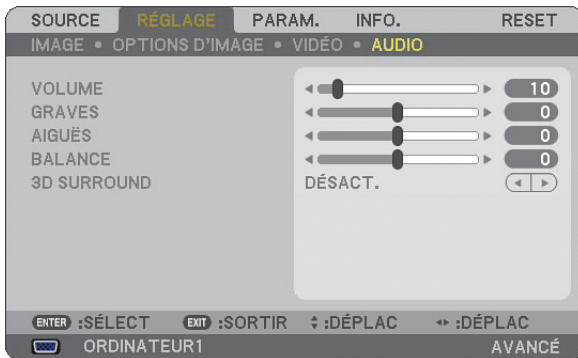 SOURCE RÉGLAGE PARAM. INFO. RESET
IMAGE • OPTIONS D'IMAGE • VIDÉO • AUDIO
VOLUME 10
GRAVES 0
AIGUËS 0
BALANCE 0
3D SURROUND DÉSACT.
ENTER :SÉLECT EXIT :SORTIR :DÉPLAC :DÉPLAC
ORDINATEUR1 AVANCÉ